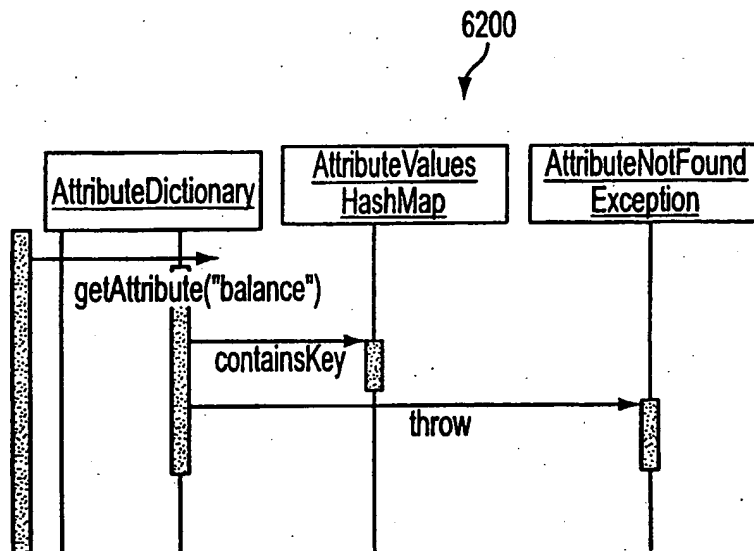 6200
AttributeDictionary
AttributeValues
HashMap
AttributeNotFound
Exception
getAttribute("balance")
containsKey
throw